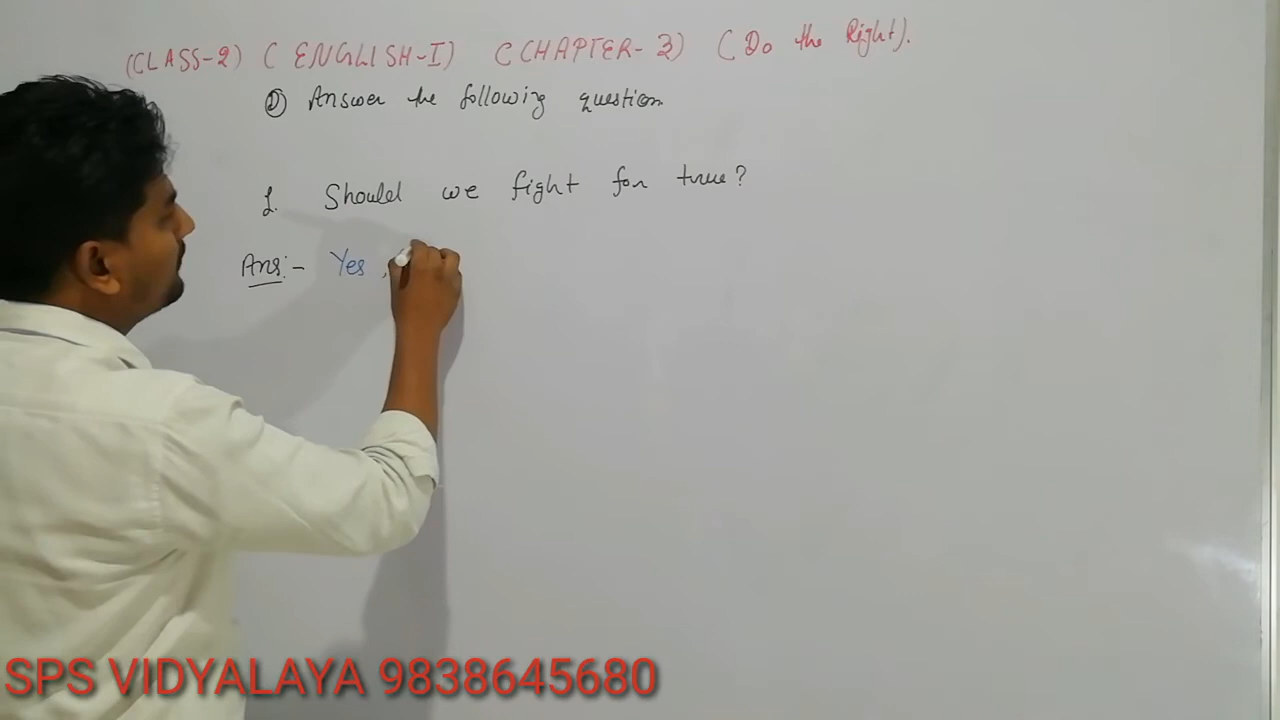 (CLASS-2) (ENGLISH-I) (CHAPTER-3) (Do the Right).
① Answer the following question
1. Should we fight for true?
Ans:- Yes,
SPS VIDYALAYA 9838645680